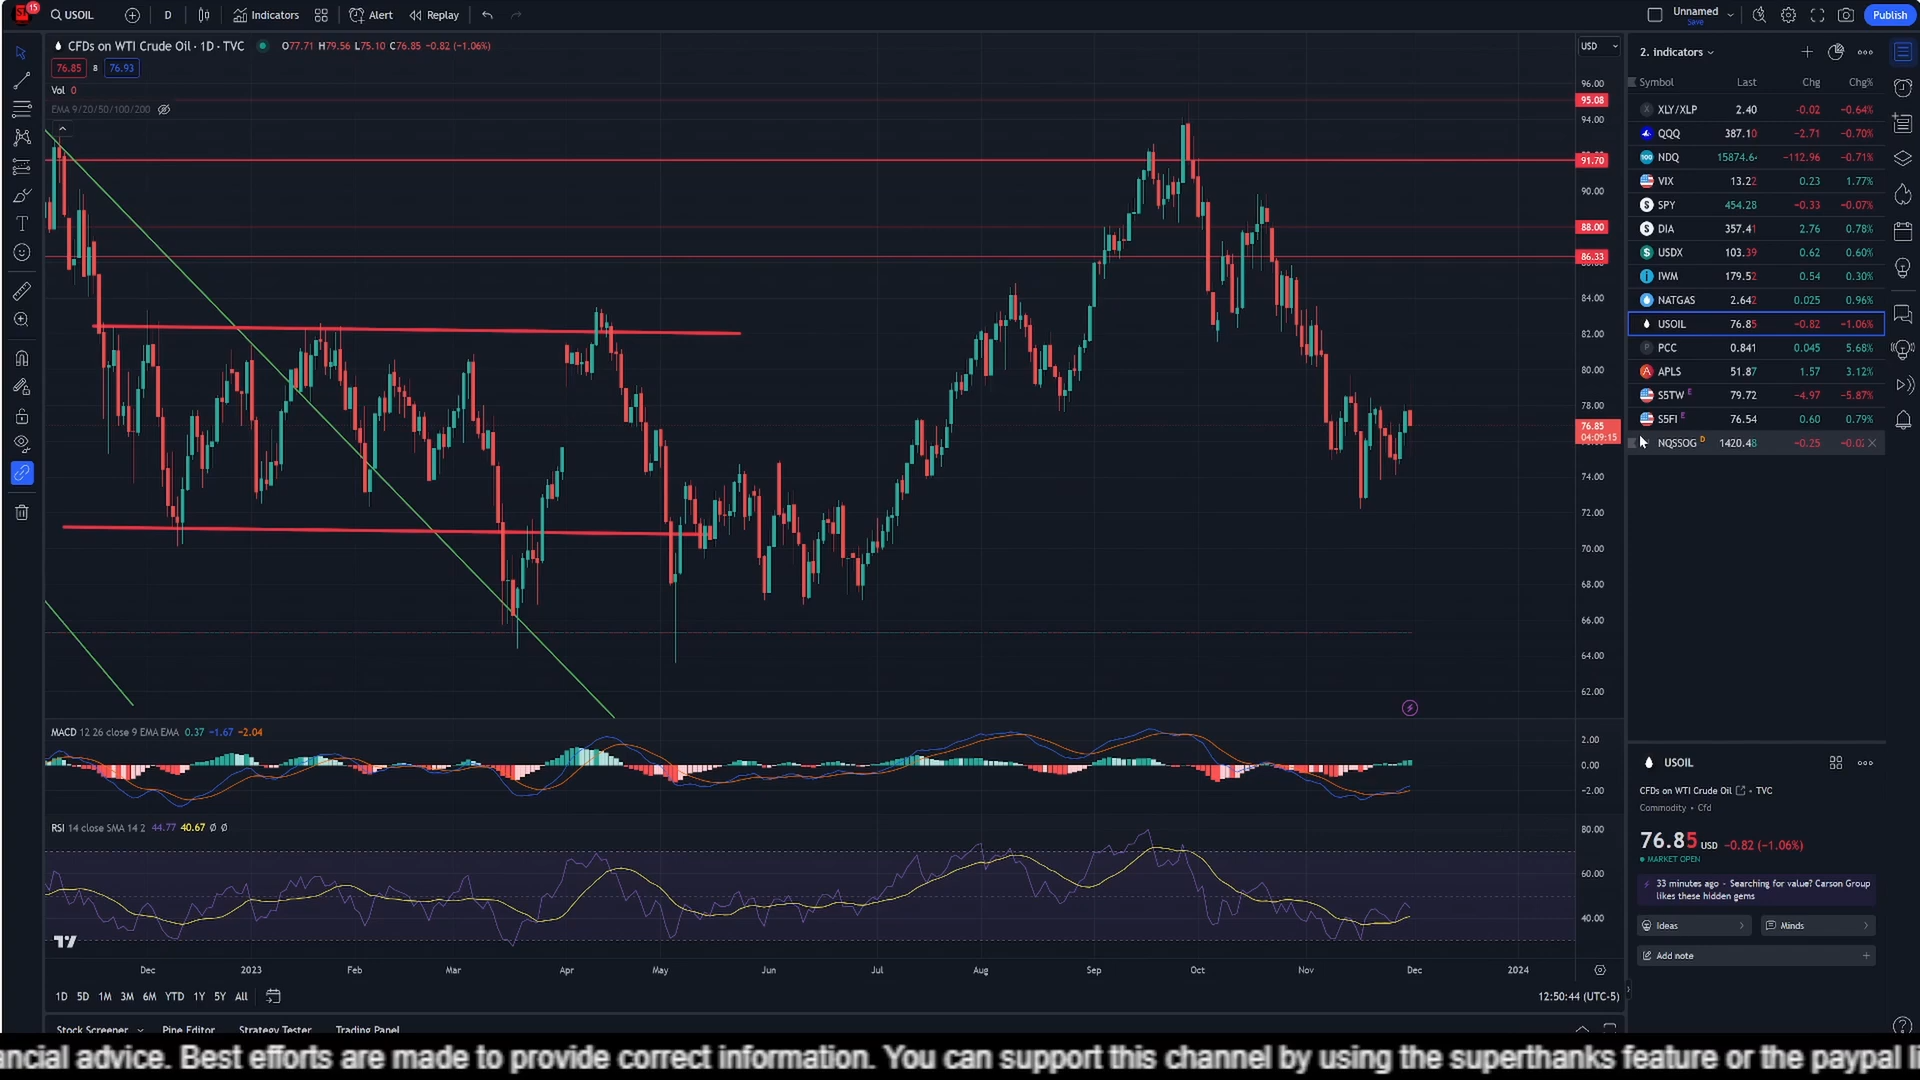 15
USOIL
D
Indicators
Alert
Replay
Unnamed
Save
Publish
CFDs on WTI Crude Oil · 1D · TVC
O77.71 H79.56 L75.10 C76.85 −0.82 (−1.06%)
76.85 8 76.93
Vol 0
EMA 9/20/50/100/200
USD
96.00
95.08
94.00
91.70
90.00
88.00
86.33
84.00
82.00
80.00
78.00
76.85
04:09:15
74.00
72.00
70.00
68.00
66.00
64.00
62.00
MACD 12 26 close 9 EMA EMA 0.37 −1.67 −2.04
2.00
0.00
−2.00
RSI 14 close SMA 14 2 44.77 40.67 Ø Ø
80.00
60.00
40.00
Dec 2023 Feb Mar Apr May Jun Jul Aug Sep Oct Nov Dec 2024
1D 5D 1M 3M 6M YTD 1Y 5Y All
12:50:44 (UTC-5)
Stock Screener Pine Editor Strategy Tester Trading Panel
2. Indicators
Symbol Last Chg Chg%
XLY/XLP 2.40 −0.02 −0.64%
QQQ 387.10 −2.71 −0.70%
NDQ 15874.6 −112.96 −0.71%
VIX 13.22 0.23 1.77%
SPY 454.28 −0.33 −0.07%
DIA 357.41 2.76 0.78%
USDX 103.39 0.62 0.60%
IWM 179.52 0.54 0.30%
NATGAS 2.642 0.025 0.96%
USOIL 76.85 −0.82 −1.06%
PCC 0.841 0.045 5.68%
APLS 51.87 1.57 3.12%
S5TW E 79.72 −4.97 −5.87%
S5FI E 76.54 0.60 0.79%
NQSSOG D 1420.48 −0.25 −0.0
USOIL
CFDs on WTI Crude Oil • TVC
Commodity • Cfd
76.85 USD −0.82 (−1.06%)
MARKET OPEN
33 minutes ago - Searching for value? Carson Group
likes these hidden gems
Ideas
Minds
Add note
ncial advice. Best efforts are made to provide correct information. You can support this channel by using the superthanks feature or the paypal li